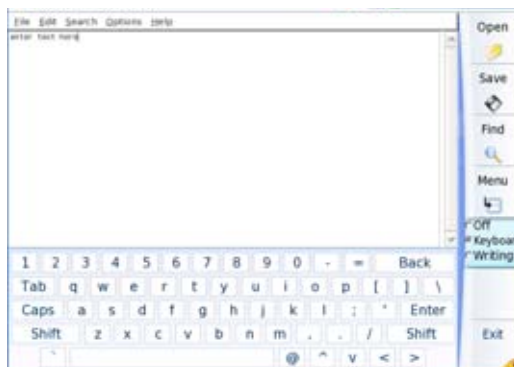 File Edit Search Options Help
enter text here
Open
Save
Find
Menu
Off
Keyboar
Writing
Exit
1 2 3 4 5 6 7 8 9 0 - = Back
Tab q w e r t y u i o p [ ] \
Caps a s d f g h j k l ; ' Enter
Shift z x c v b n m , . / Shift
` @ ^ v < >